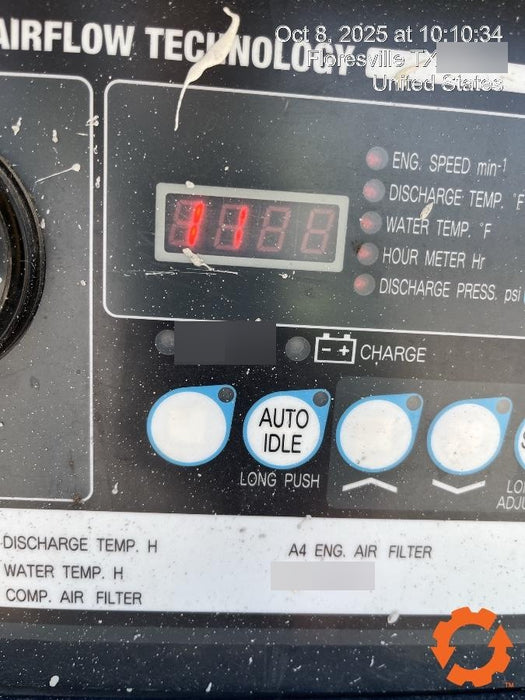 Oct 8, 2025 at 10:10:34
Floresville TX
United States
AIRFLOW TECHNOLOGY
ENG. SPEED min-1
DISCHARGE TEMP. °F
WATER TEMP. °F
HOUR METER Hr
DISCHARGE PRESS. psi
11
- +
CHARGE
AUTO
IDLE
LONG PUSH
DISCHARGE TEMP. H
WATER TEMP. H
COMP. AIR FILTER
A4 ENG. AIR FILTER
TM